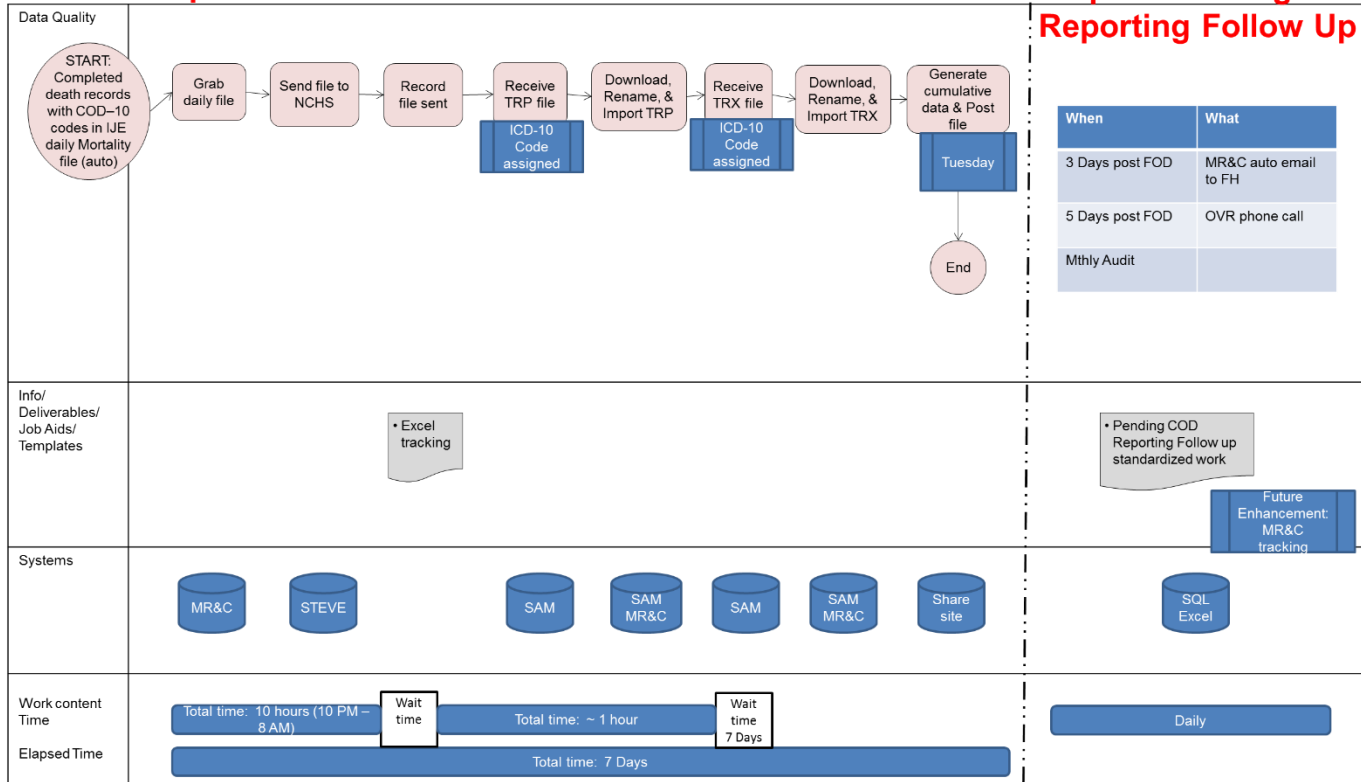 Reporting Follow Up
Data Quality
START:
Completed
death records
with COD–10
codes in IJE
daily Mortality
file (auto)
Grab
daily file
Send file to
NCHS
Record
file sent
Receive
TRP file
ICD-10
Code
assigned
Download,
Rename, &
Import TRP
Receive
TRX file
ICD-10
Code
assigned
Download,
Rename, &
Import TRX
Generate
cumulative
data & Post
file
Tuesday
End
When What
3 Days post FOD MR&C auto email
to FH
5 Days post FOD OVR phone call
Mthly Audit
Info/
Deliverables/
Job Aids/
Templates
• Excel
tracking
• Pending COD
Reporting Follow up
standardized work
Future
Enhancement:
MR&C
tracking
Systems
MR&C
STEVE
SAM
SAM
MR&C
SAM
SAM
MR&C
Share
site
SQL
Excel
Work content
Time
Total time: 10 hours (10 PM –
8 AM)
Wait
time
Total time: ~ 1 hour
Wait
time
7 Days
Daily
Elapsed Time
Total time: 7 Days